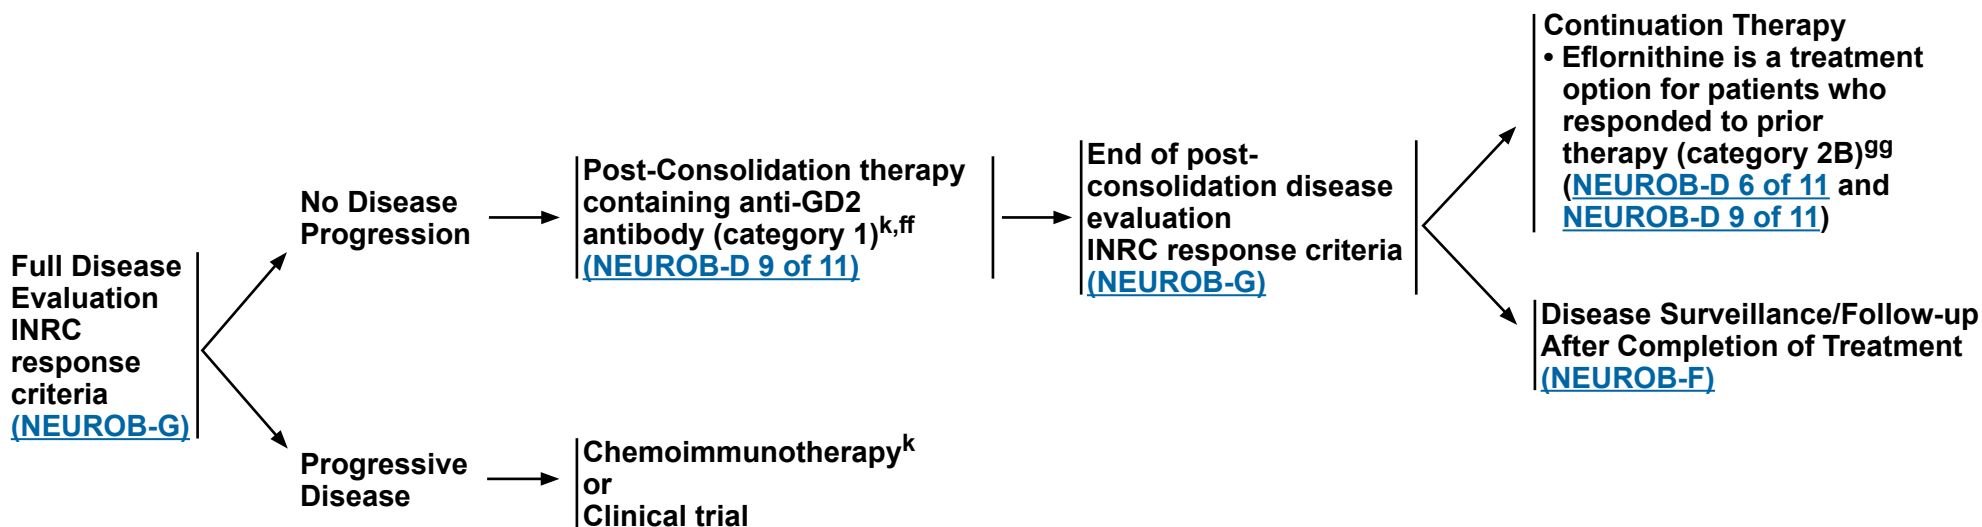 Full Disease
Evaluation
INRC
response
criteria
(NEUROB-G)
No Disease
Progression
Post-Consolidation therapy
containing anti-GD2
antibody (category 1)k,ff
(NEUROB-D 9 of 11)
End of post-
consolidation disease
evaluation
INRC response criteria
(NEUROB-G)
Continuation Therapy
• Eflornithine is a treatment
option for patients who
responded to prior
therapy (category 2B)gg
(NEUROB-D 6 of 11 and
NEUROB-D 9 of 11)
Disease Surveillance/Follow-up
After Completion of Treatment
(NEUROB-F)
Progressive
Disease
Chemoimmunotherapyk
or
Clinical trial